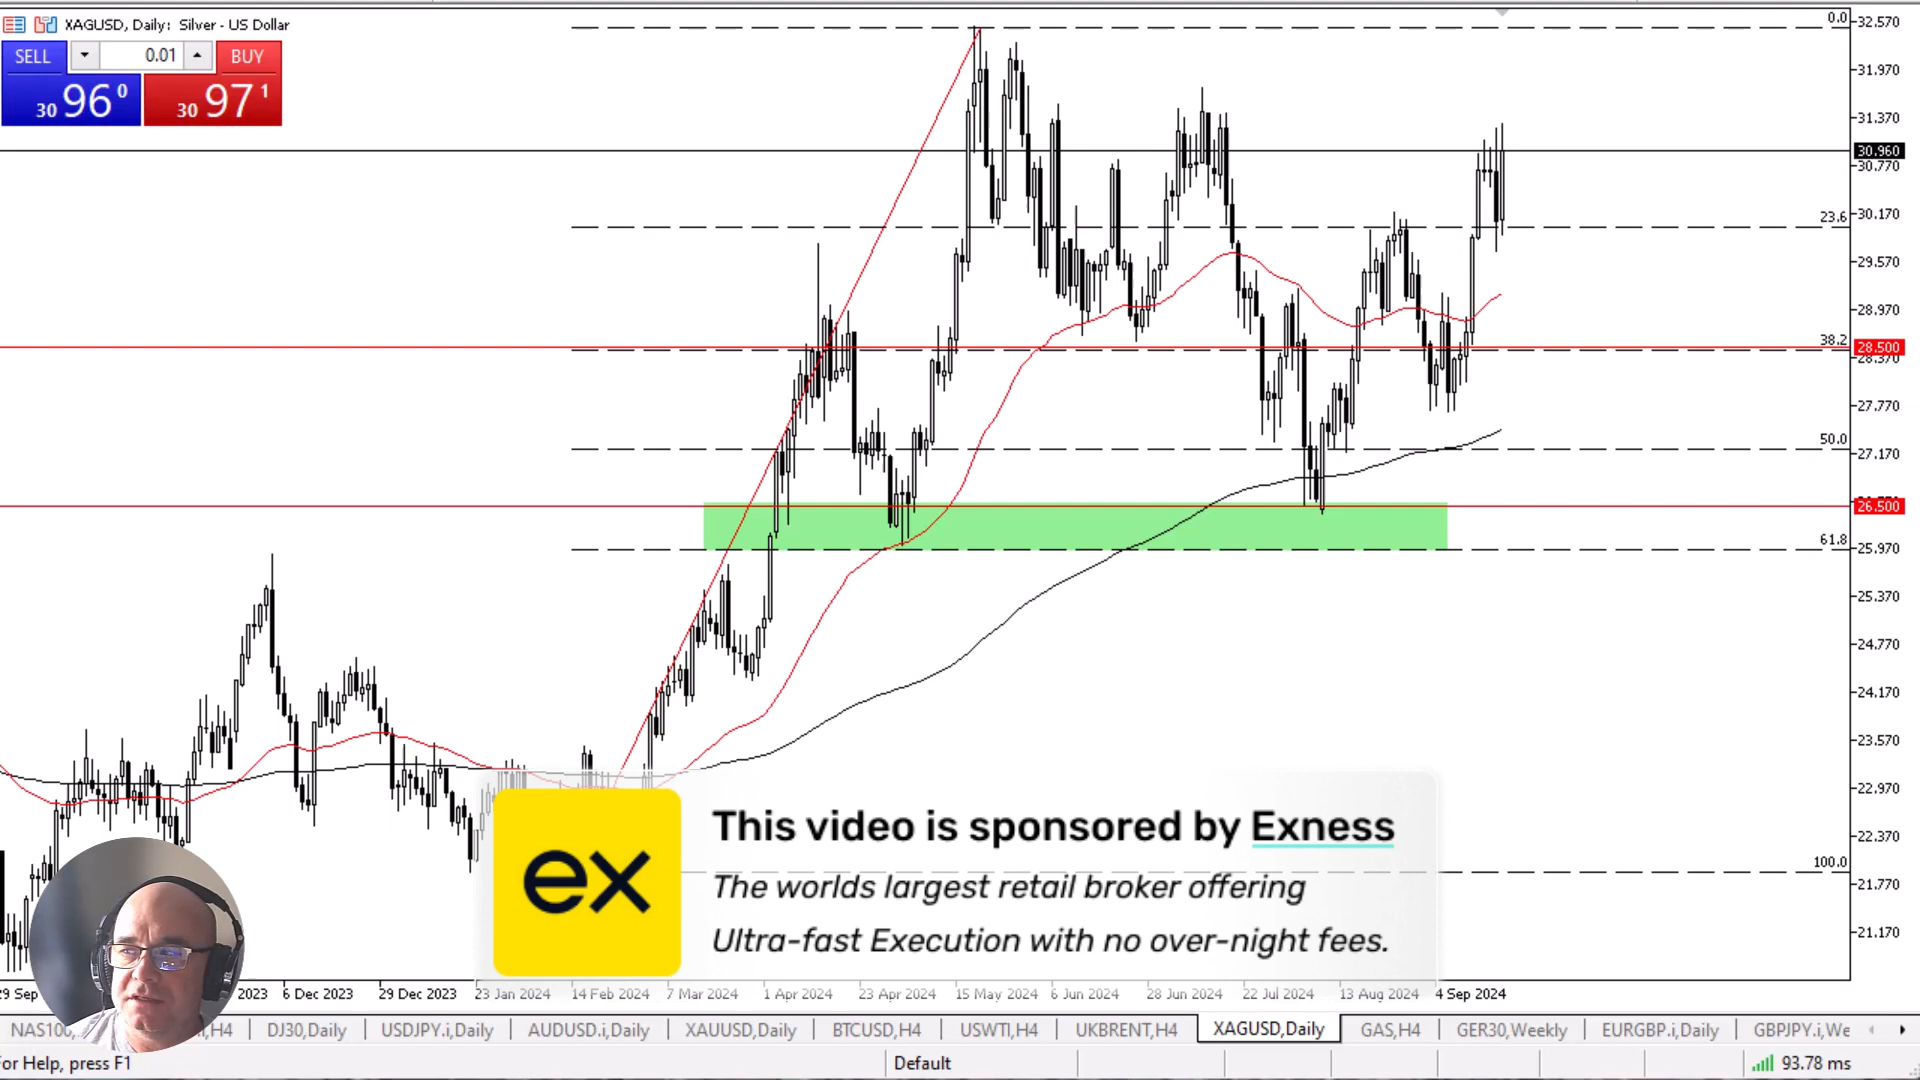 XAGUSD, Daily: Silver - US Dollar
SELL 0.01 BUY
30 96 0 30 97 1
0.0
32.570
31.970
31.370
30.960
30.770
30.170
23.6
29.570
28.970
38.2
28.500
28.370
27.770
50.0
27.170
26.500
61.8
25.970
25.370
24.770
24.170
23.570
22.970
22.370
100.0
21.770
21.170
This video is sponsored by Exness
ex
The worlds largest retail broker offering
Ultra-fast Execution with no over-night fees.
29 Sep 2023 6 Dec 2023 29 Dec 2023 23 Jan 2024 14 Feb 2024 7 Mar 2024 1 Apr 2024 23 Apr 2024 15 May 2024 6 Jun 2024 28 Jun 2024 22 Jul 2024 13 Aug 2024 4 Sep 2024
NAS100, H4 DJ30,Daily USDJPY.i,Daily AUDUSD.i,Daily XAUUSD,Daily BTCUSD,H4 USWTI,H4 UKBRENT,H4 XAGUSD,Daily GAS,H4 GER30,Weekly EURGBP.i,Daily GBPJPY.i,We
For Help, press F1 Default 93.78 ms